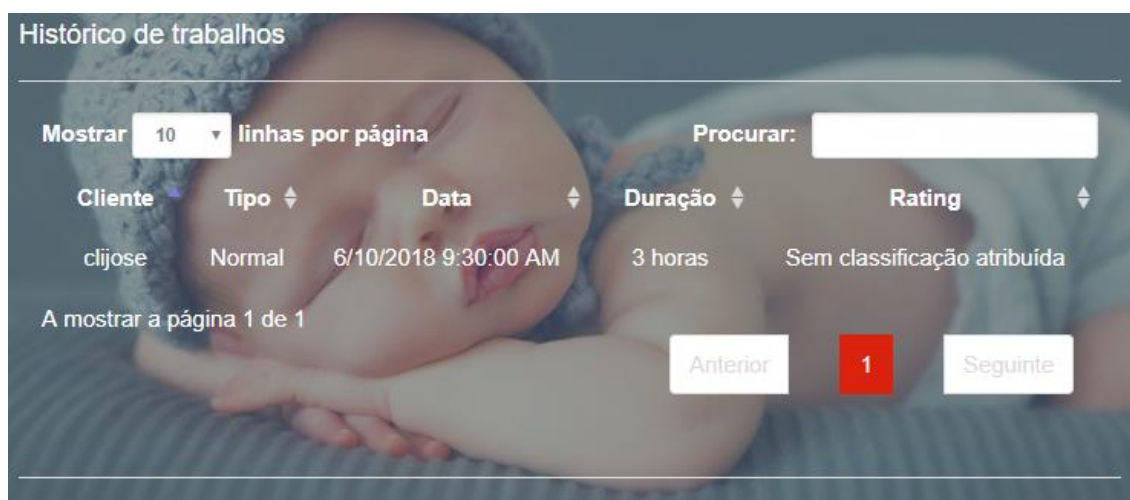 Histórico de trabalhos
Mostrar 10 linhas por página Procurar:
Cliente Tipo Data Duração Rating
clijose Normal 6/10/2018 9:30:00 AM 3 horas Sem classificação atribuída
A mostrar a página 1 de 1
Anterior 1 Seguinte